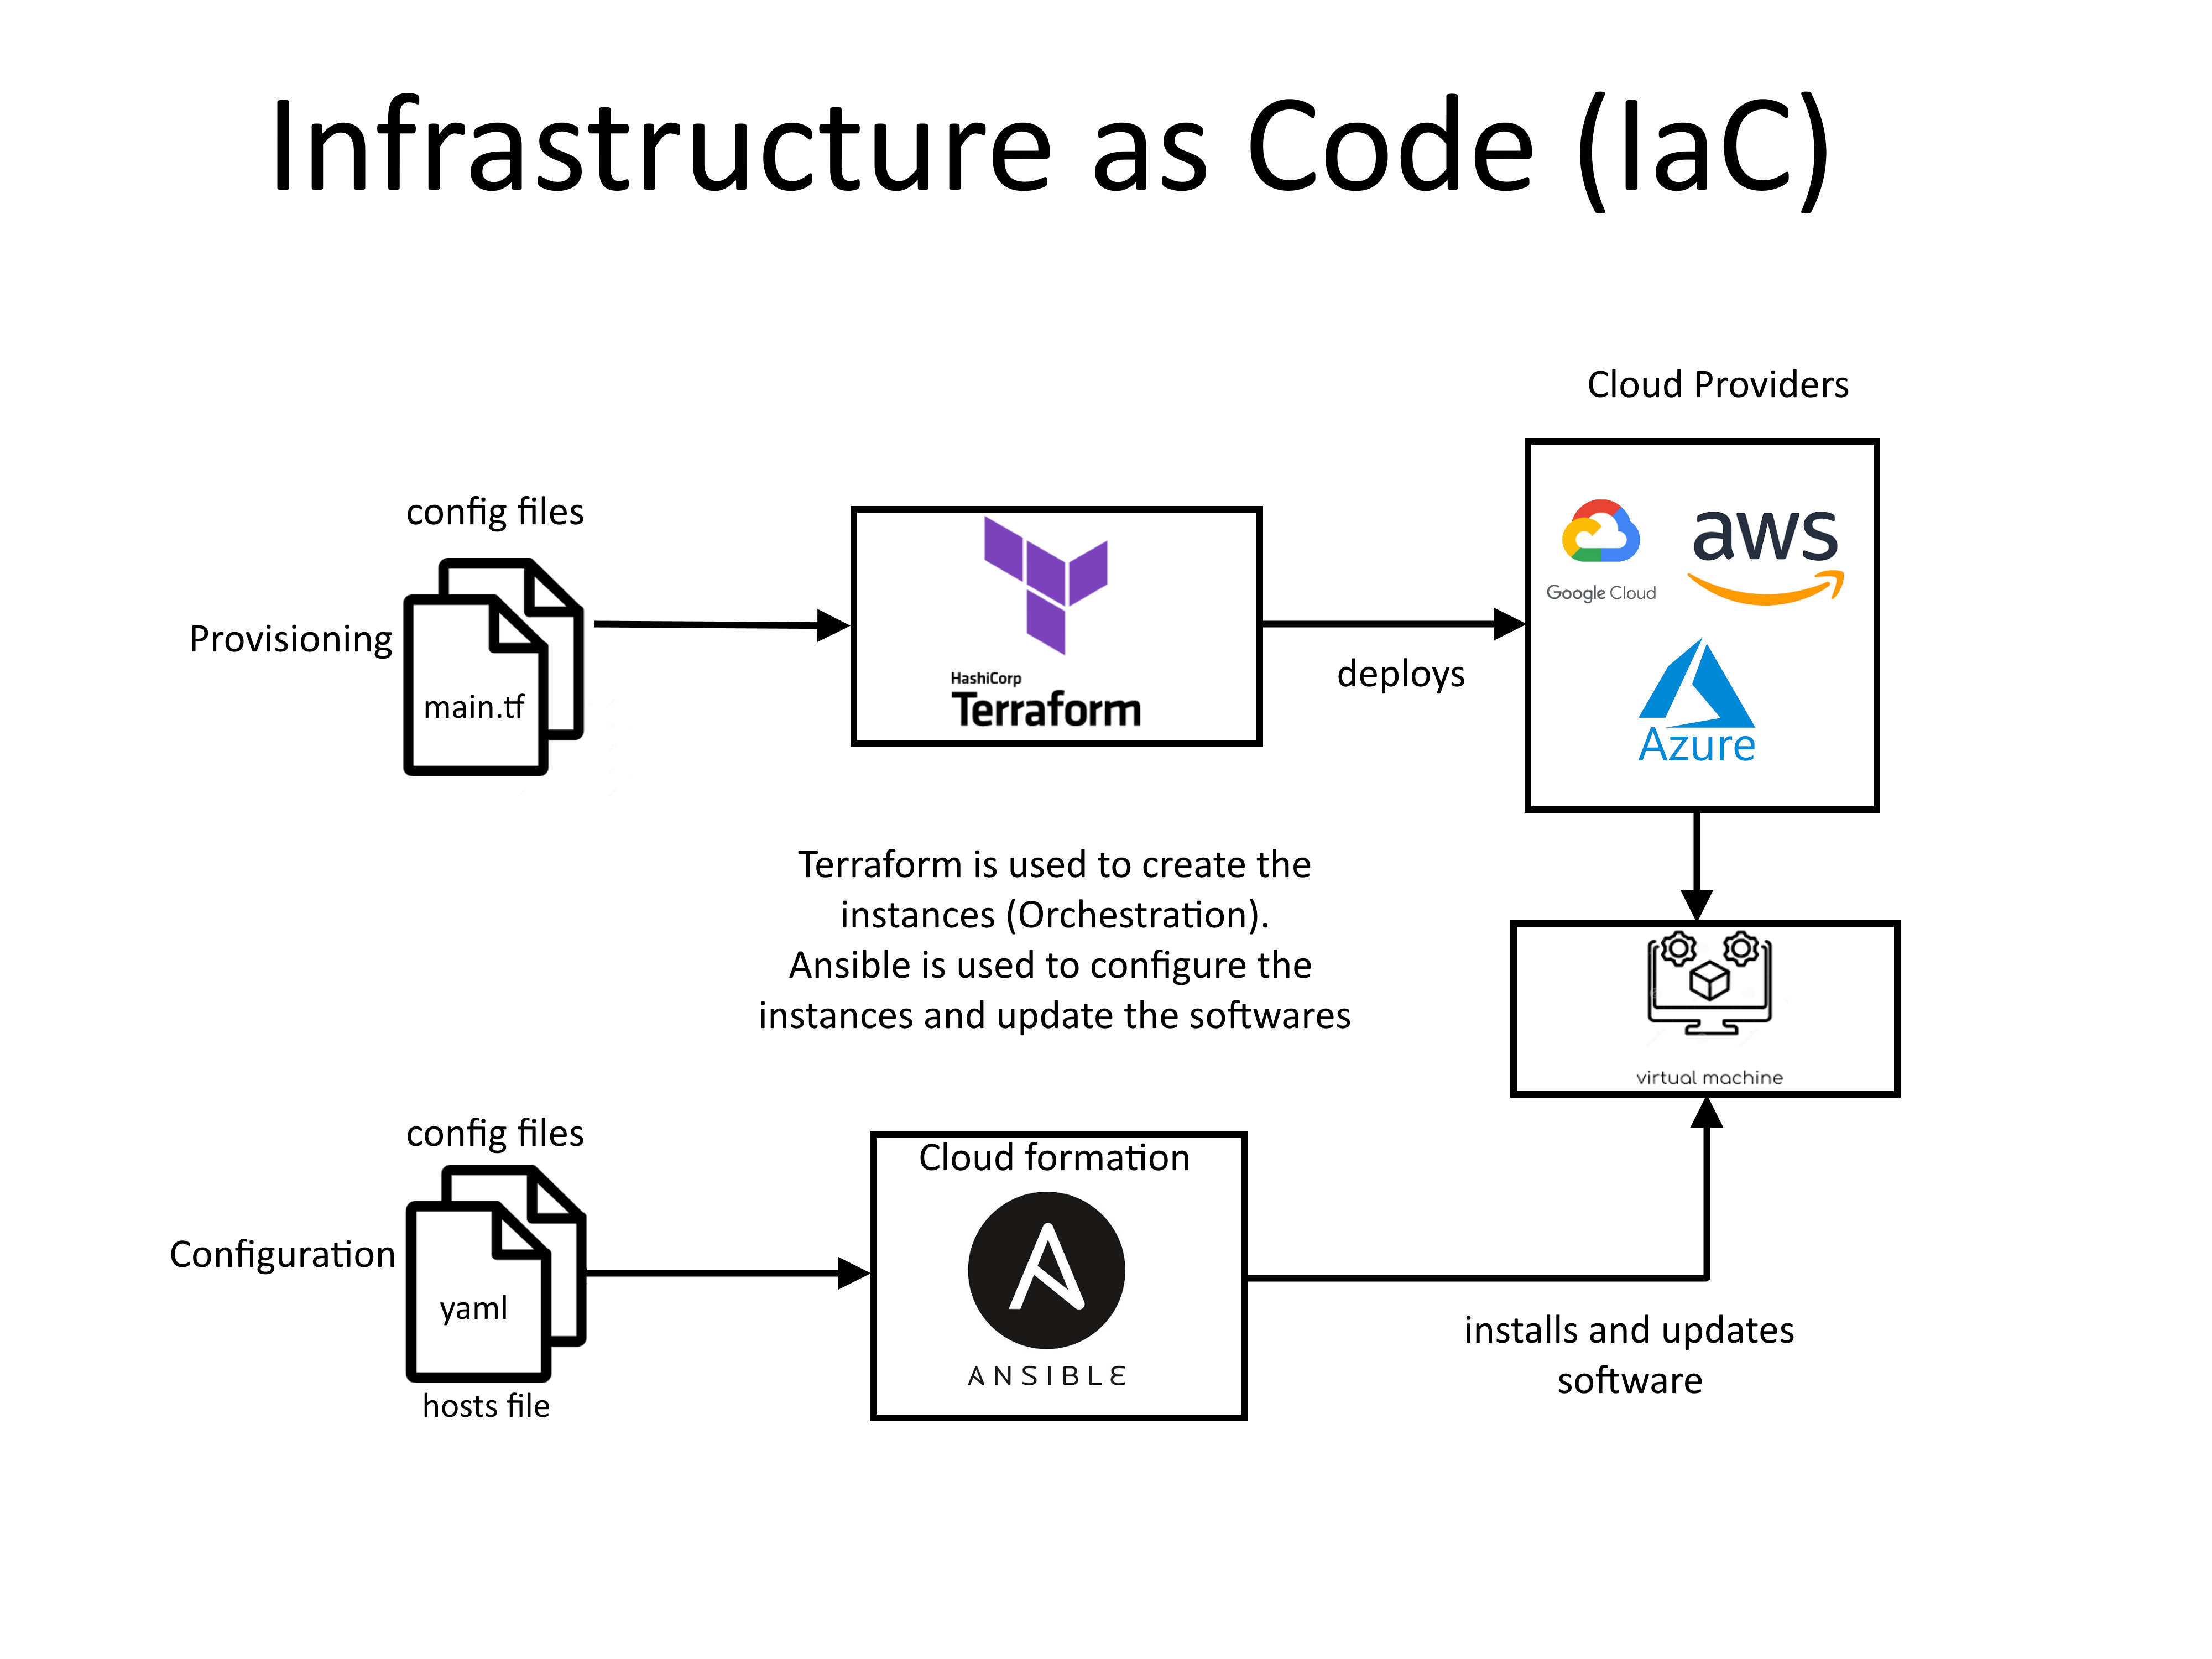 Infrastructure as Code (IaC)
Cloud Providers
config files
Provisioning
main.tf
HashiCorp
Terraform
deploys
Google Cloud
aws
Azure
Terraform is used to create the
instances (Orchestration).
Ansible is used to configure the
instances and update the softwares
virtual machine
config files
Configuration
yaml
hosts file
Cloud formation
ANSIBLE
installs and updates
software